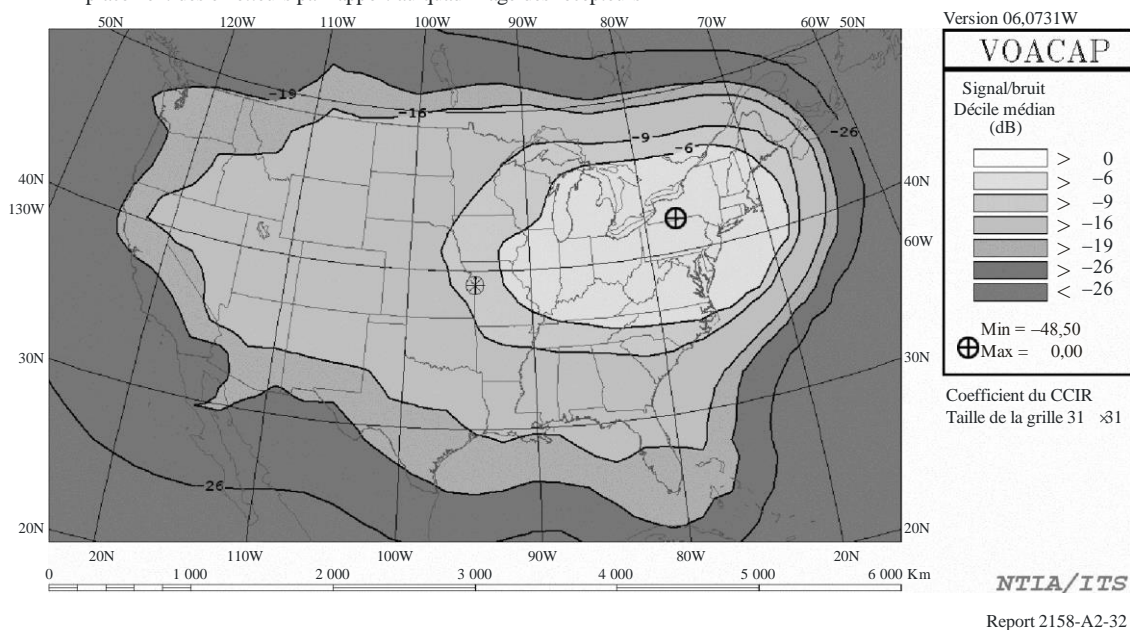 Version 06,0731W
50N 120W 110W 100W 90W 80W 70W 60W 50N
VOACAP
Signal/bruit
Décile médian
(dB)
> 0
> −6
> −9
> −16
> −19
> −26
< −26
Min = −48,50
Max = 0,00
Coefficient du CCIR
Taille de la grille 31 ×31
-19
-16
-9
-6
-26
40N
130W
30N
20N
40N
60W
30N
20N
26
20N 110W 100W 90W 80W 20N
0 1 000 2 000 3 000 4 000 5 000 6 000 Km
NTIA/ITS
Report 2158-A2-32